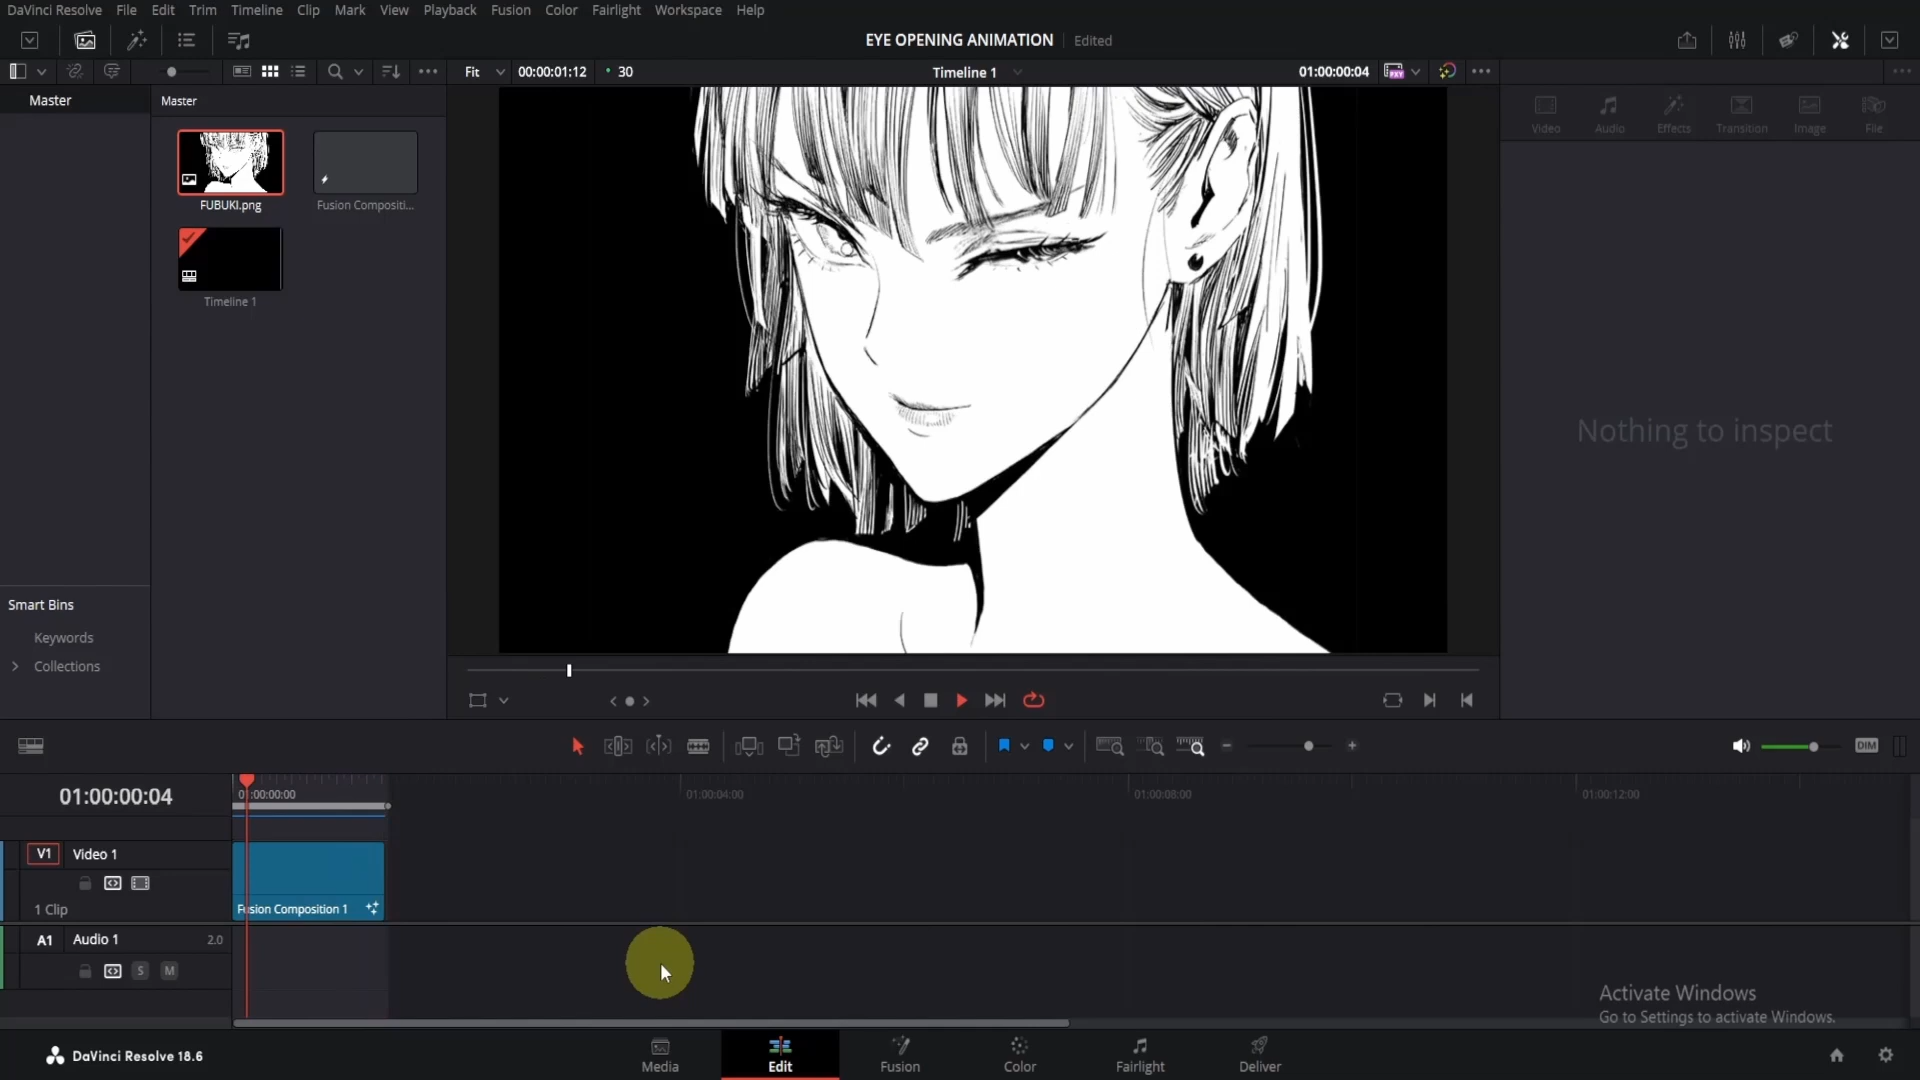 DaVinci Resolve File Edit Trim Timeline Clip Mark View Playback Fusion Color Fairlight Workspace Help
EYE OPENING ANIMATION Edited
Fit 00:00:01:12 30 Timeline 1 01:00:00:04
Master Master
Video Audio Effects Transition Image File
FUBUKI.png Fusion Compositi...
Timeline 1
Nothing to inspect
Smart Bins
Keywords
Collections
DIM
01:00:00:04 01:00:00:00 01:00:04:00 01:00:08:00 01:00:12:00
V1 Video 1
1 Clip Fusion Composition 1
A1 Audio 1 2.0
S M
Activate Windows
Go to Settings to activate Windows.
DaVinci Resolve 18.6 Media Edit Fusion Color Fairlight Deliver